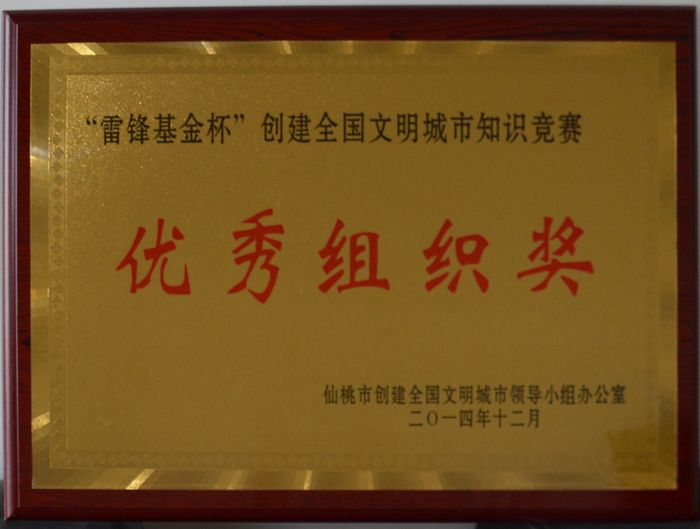 “雷锋基金杯”创建全国文明城市知识竞赛
优秀组织奖
仙桃市创建全国文明城市领导小组办公室
二〇一四年十二月